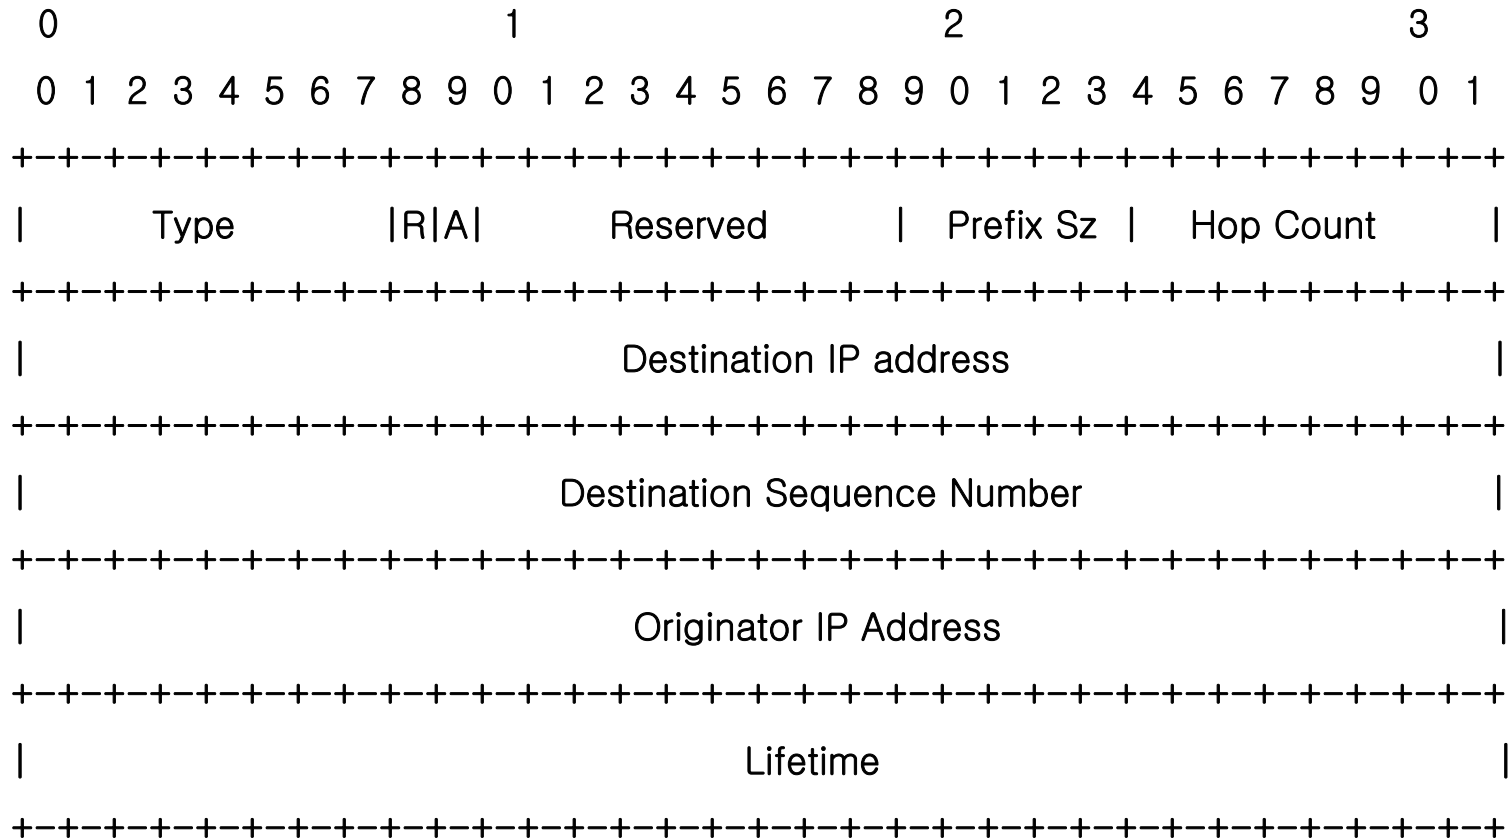 0 1 2 3
0 1 2 3 4 5 6 7 8 9 0 1 2 3 4 5 6 7 8 9 0 1 2 3 4 5 6 7 8 9 0 1
+-+-+-+-+-+-+-+-+-+-+-+-+-+-+-+-+-+-+-+-+-+-+-+-+-+-+-+-+-+-+-+-+
| Type |R|A| Reserved | Prefix Sz | Hop Count |
+-+-+-+-+-+-+-+-+-+-+-+-+-+-+-+-+-+-+-+-+-+-+-+-+-+-+-+-+-+-+-+-+
| Destination IP address |
+-+-+-+-+-+-+-+-+-+-+-+-+-+-+-+-+-+-+-+-+-+-+-+-+-+-+-+-+-+-+-+-+
| Destination Sequence Number |
+-+-+-+-+-+-+-+-+-+-+-+-+-+-+-+-+-+-+-+-+-+-+-+-+-+-+-+-+-+-+-+-+
| Originator IP Address |
+-+-+-+-+-+-+-+-+-+-+-+-+-+-+-+-+-+-+-+-+-+-+-+-+-+-+-+-+-+-+-+-+
| Lifetime |
+-+-+-+-+-+-+-+-+-+-+-+-+-+-+-+-+-+-+-+-+-+-+-+-+-+-+-+-+-+-+-+-+